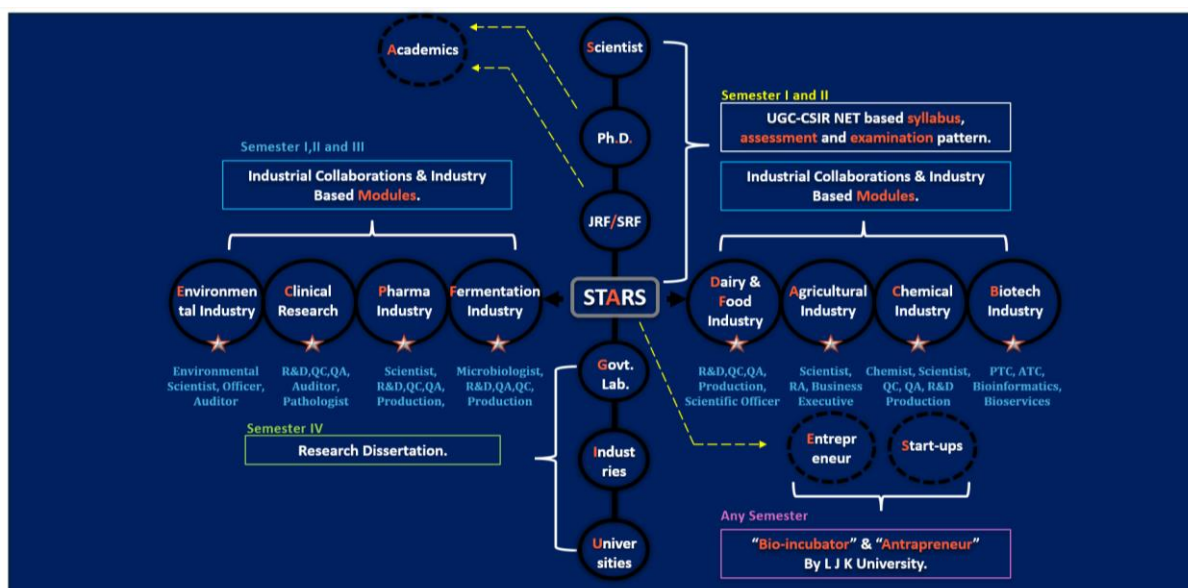 Academics
Scientist
Ph.D.
JRF/SRF
Semester I and II
UGC-CSIR NET based syllabus,
assessment and examination pattern.
Semester I,II and III
Industrial Collaborations & Industry
Based Modules.
Industrial Collaborations & Industry
Based Modules.
Environmen
tal Industry
Clinical
Research
Pharma
Industry
Fermentation
Industry
STARS
Dairy &
Food
Industry
Agricultural
Industry
Chemical
Industry
Biotech
Industry
Environmental
Scientist, Officer,
Auditor
R&D,QC,QA,
Auditor,
Pathologist
Scientist,
R&D,QC,QA,
Production,
Microbiologist,
R&D,QA,QC,
Production
R&D,QC,QA,
Production,
Scientific Officer
Scientist,
RA, Business
Executive
Chemist, Scientist,
QC, QA, R&D
Production
PTC, ATC,
Bioinformatics,
Bioservices
Govt.
Lab.
Indust
ries
Univer
sities
Semester IV
Research Dissertation.
Entrepr
eneur
Start-ups
Any Semester
“Bio-incubator” & “Antrapreneur”
By L J K University.